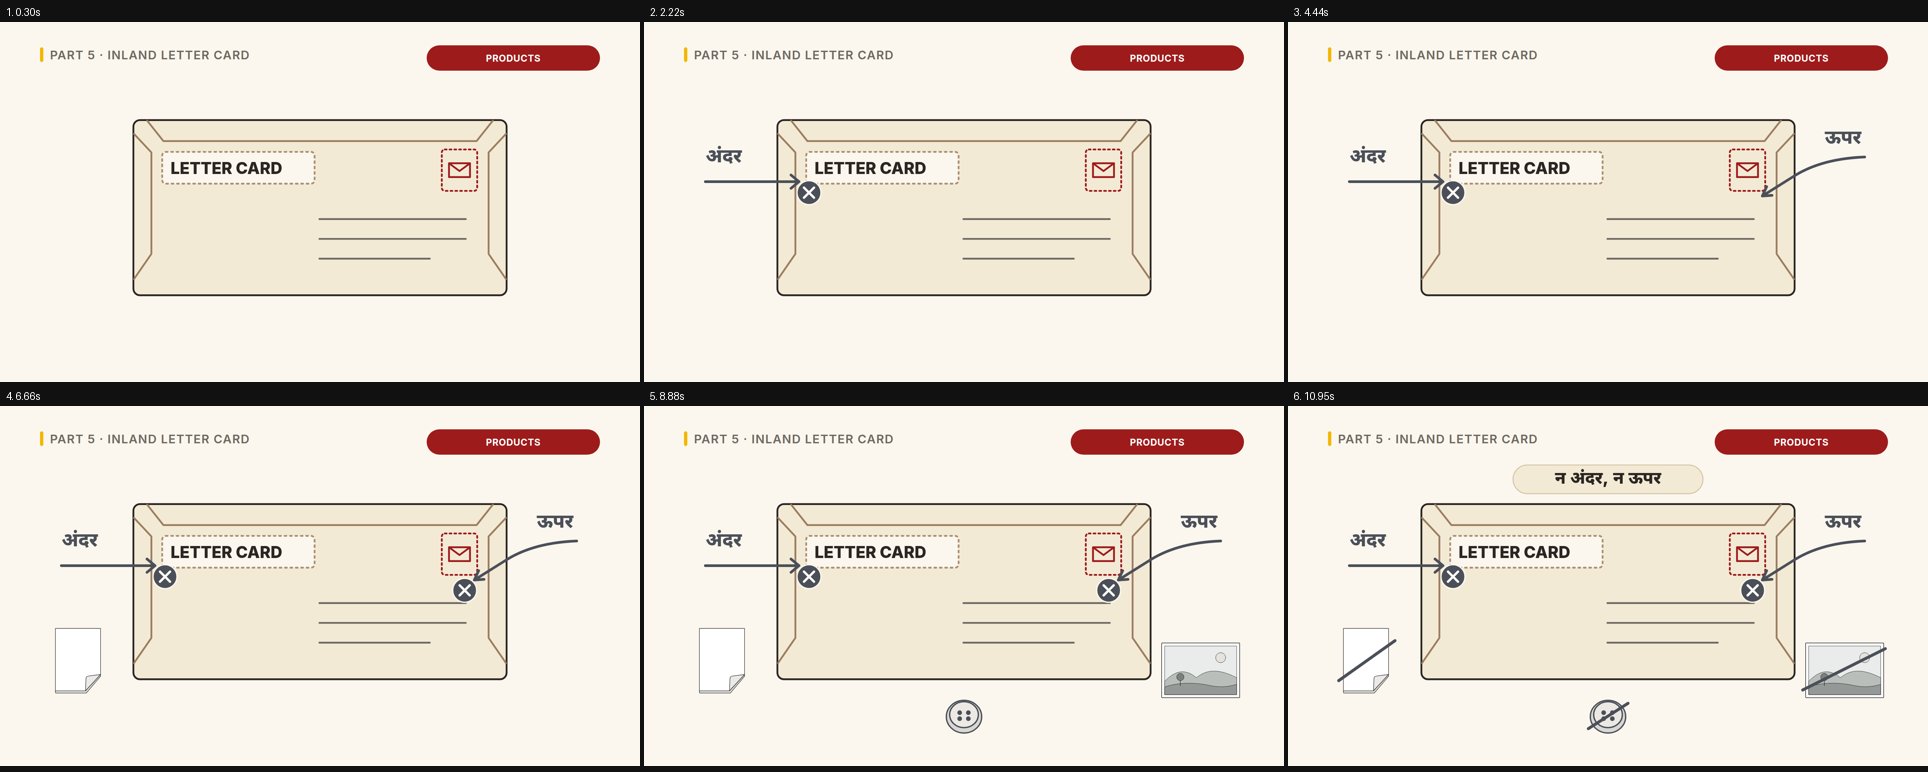 1. 0.30s
PART 5 · INLAND LETTER CARD
PRODUCTS
LETTER CARD
2. 2.22s
PART 5 · INLAND LETTER CARD
PRODUCTS
अंदर
LETTER CARD
3. 4.44s
PART 5 · INLAND LETTER CARD
PRODUCTS
ऊपर
अंदर
LETTER CARD
4. 6.66s
PART 5 · INLAND LETTER CARD
PRODUCTS
ऊपर
अंदर
LETTER CARD
5. 8.88s
PART 5 · INLAND LETTER CARD
PRODUCTS
ऊपर
अंदर
LETTER CARD
6. 10.95s
PART 5 · INLAND LETTER CARD
PRODUCTS
न अंदर, न ऊपर
ऊपर
अंदर
LETTER CARD